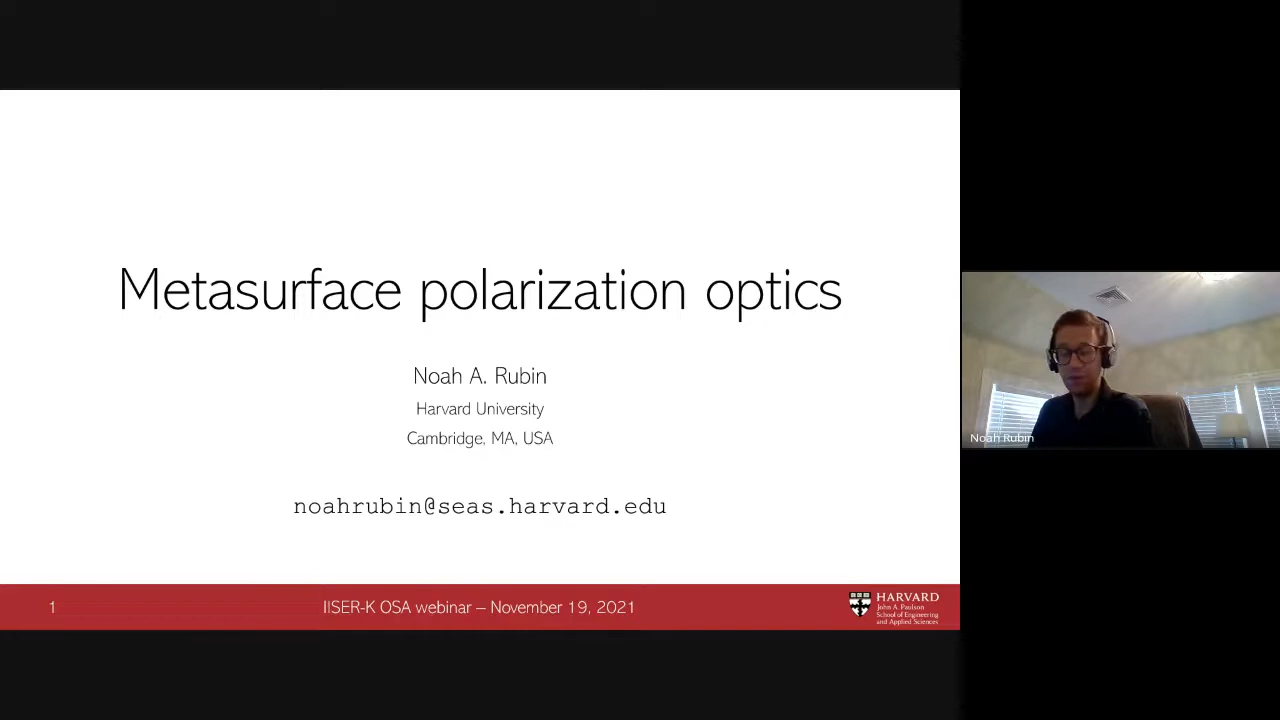 Metasurface polarization optics
Noah A. Rubin
Harvard University
Cambridge, MA, USA
noahrubin@seas.harvard.edu
1
IISER-K OSA webinar – November 19, 2021
HARVARD
John A. Paulson
School of Engineering
and Applied Sciences
Noah Rubin